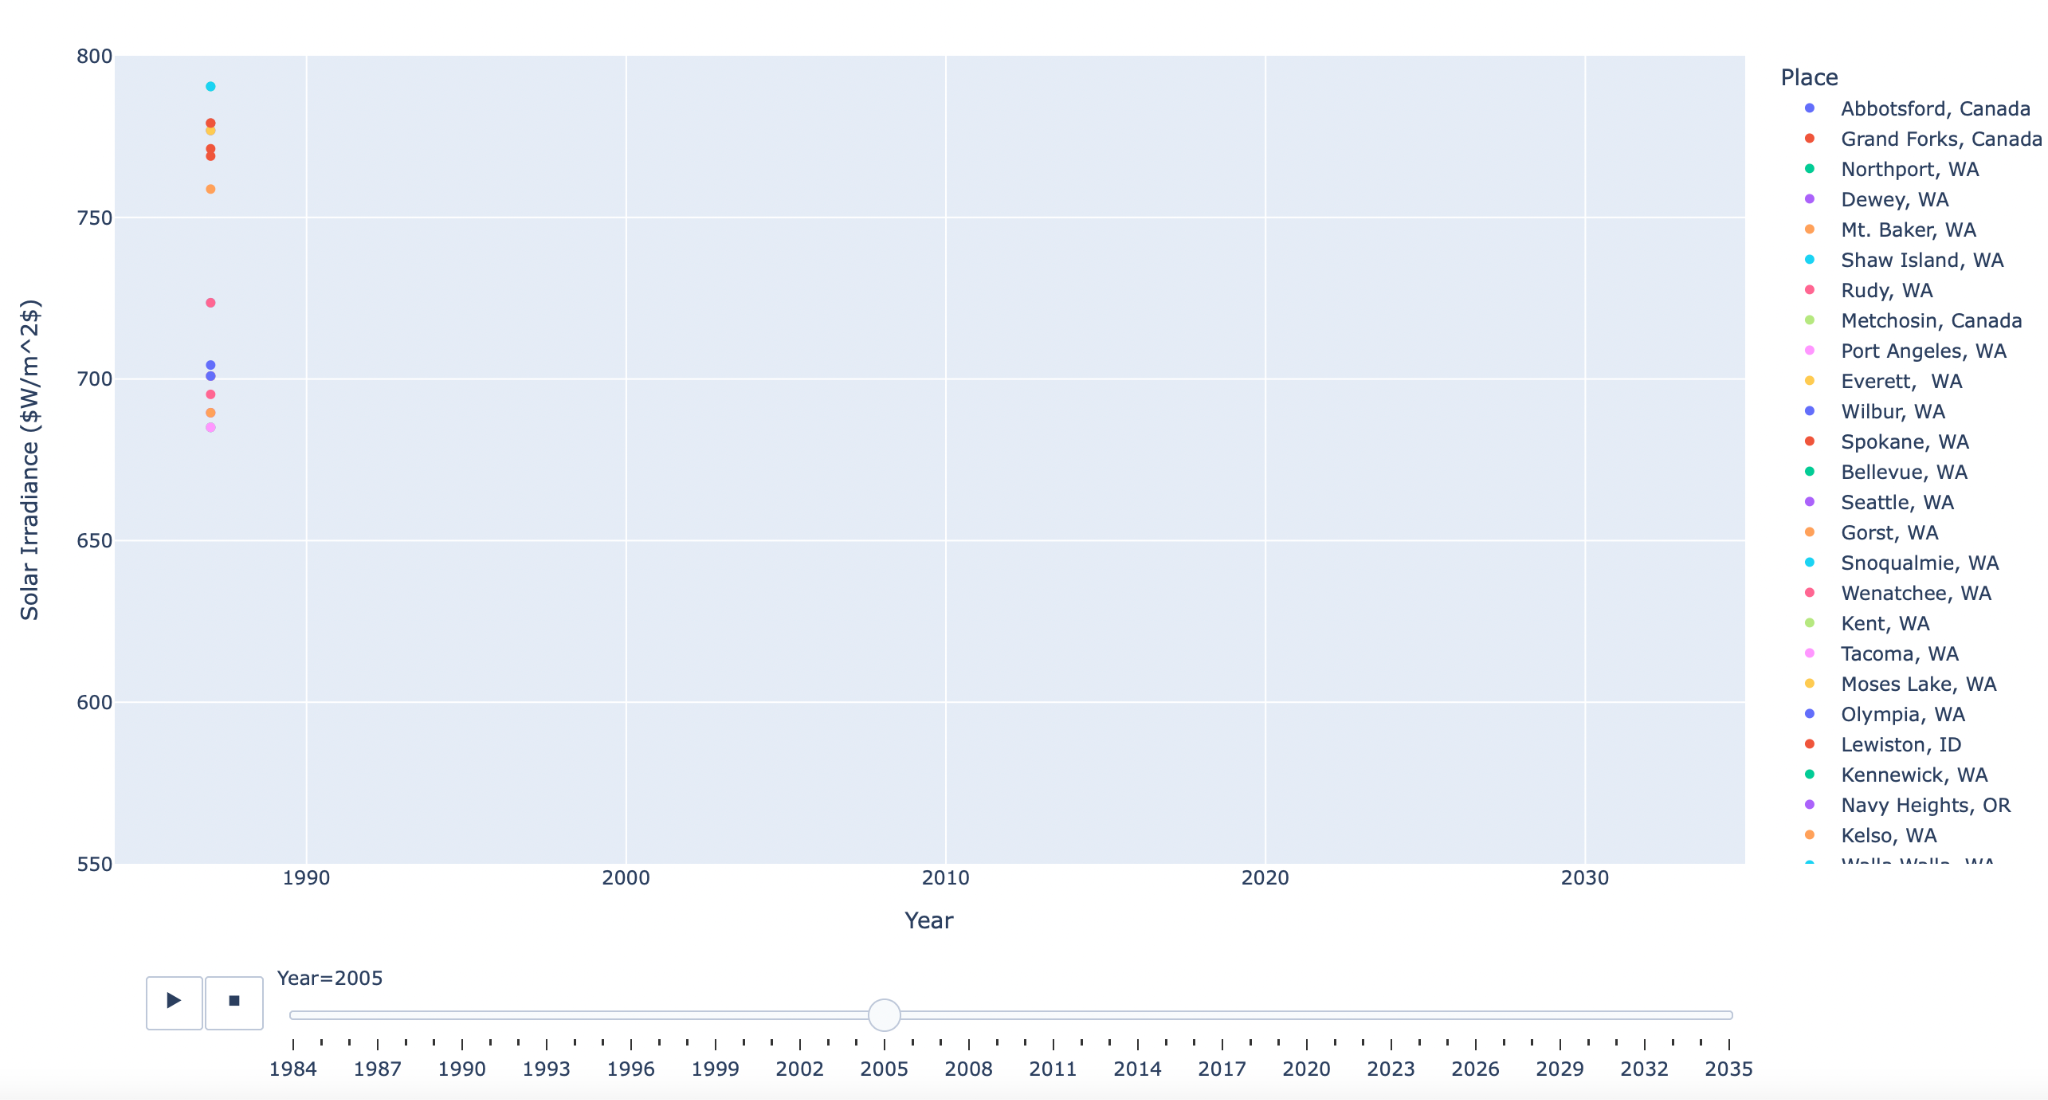 800
750
700
650
600
550
Solar Irradiance ($W/m^2$)
1990 2000 2010 2020 2030
Year
Place
Abbotsford, Canada
Grand Forks, Canada
Northport, WA
Dewey, WA
Mt. Baker, WA
Shaw Island, WA
Rudy, WA
Metchosin, Canada
Port Angeles, WA
Everett,  WA
Wilbur, WA
Spokane, WA
Bellevue, WA
Seattle, WA
Gorst, WA
Snoqualmie, WA
Wenatchee, WA
Kent, WA
Tacoma, WA
Moses Lake, WA
Olympia, WA
Lewiston, ID
Kennewick, WA
Navy Heights, OR
Kelso, WA
Walla Walla, WA
Year=2005
1984 1987 1990 1993 1996 1999 2002 2005 2008 2011 2014 2017 2020 2023 2026 2029 2032 2035